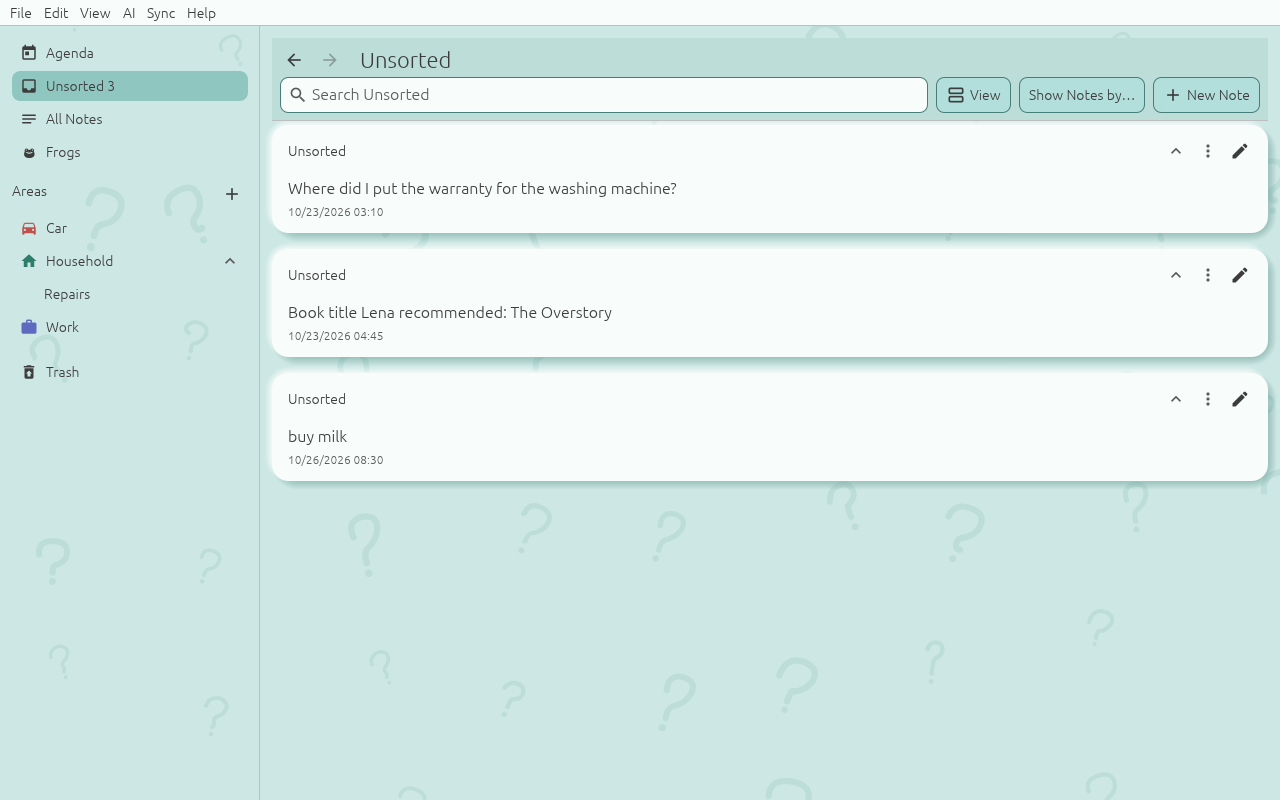 File Edit View AI Sync Help
Agenda
Unsorted 3
All Notes
Frogs
Areas
Car
Household
Repairs
Work
Trash
Unsorted
Search Unsorted
View
Show Notes by...
New Note
Unsorted
Where did I put the warranty for the washing machine?
10/23/2026 03:10
Unsorted
Book title Lena recommended: The Overstory
10/23/2026 04:45
Unsorted
buy milk
10/26/2026 08:30